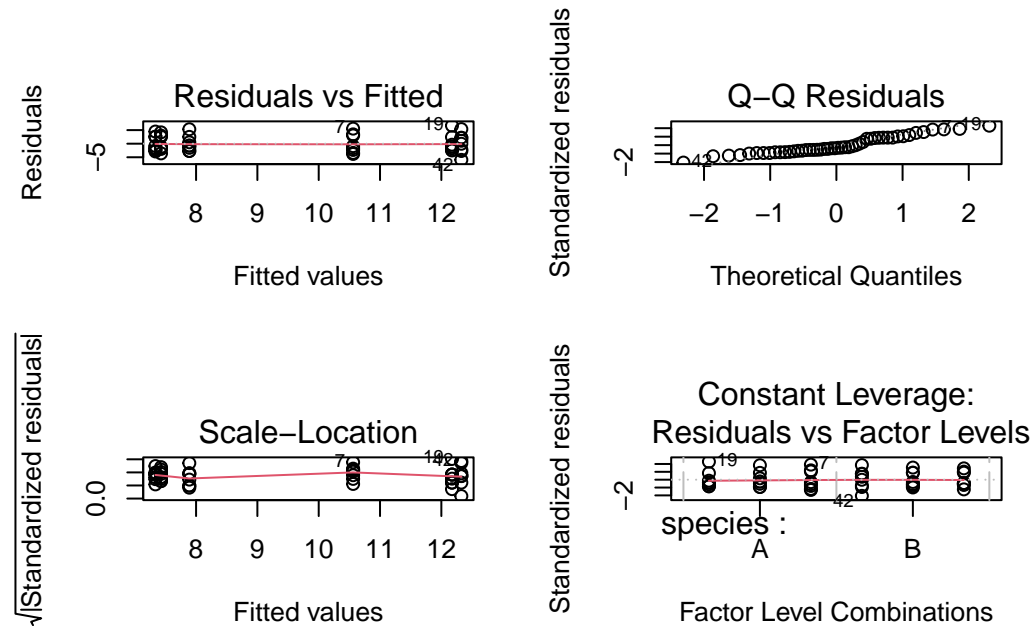 Residuals vs Fitted
Residuals
−5
7
19
42
8 9 10 11 12
Fitted values
Q−Q Residuals
Standardized residuals
−2
42
7
19
−2 −1 0 1 2
Theoretical Quantiles
Scale−Location
√|Standardized residuals|
0.0
7
19
42
8 9 10 11 12
Fitted values
Constant Leverage:
Residuals vs Factor Levels
Standardized residuals
−2
19
7
42
species :
A B
Factor Level Combinations